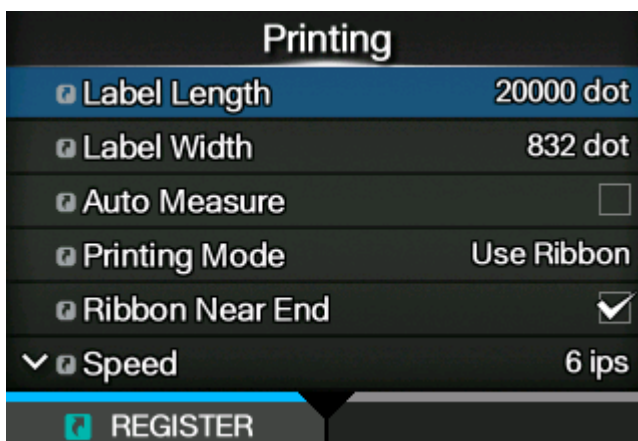 Printing
Label Length 20000 dot
Label Width 832 dot
Auto Measure
Printing Mode Use Ribbon
Ribbon Near End
Speed 6 ips
REGISTER